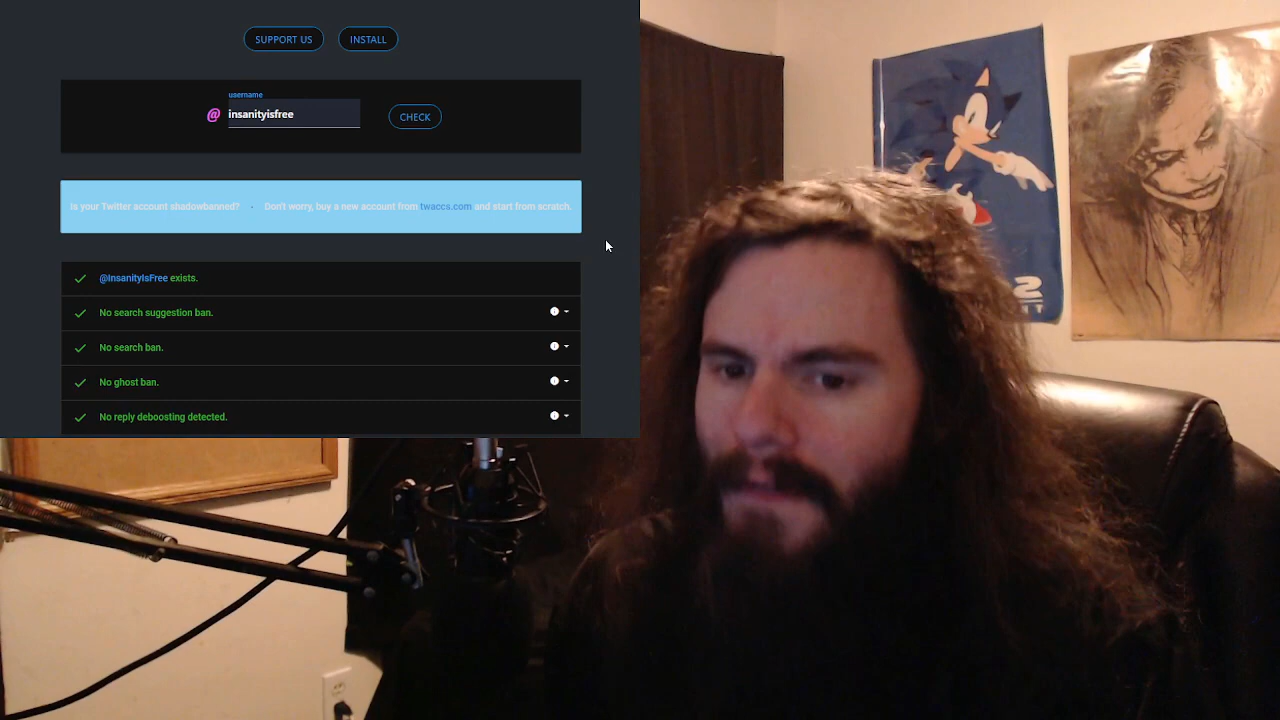 SUPPORT US
INSTALL
username
@ insanityisfree
CHECK
Is your Twitter account shadowbanned? · Don't worry, buy a new account from twaccs.com and start from scratch.
@InsanityIsFree exists.
No search suggestion ban.
No search ban.
No ghost ban.
No reply deboosting detected.
2